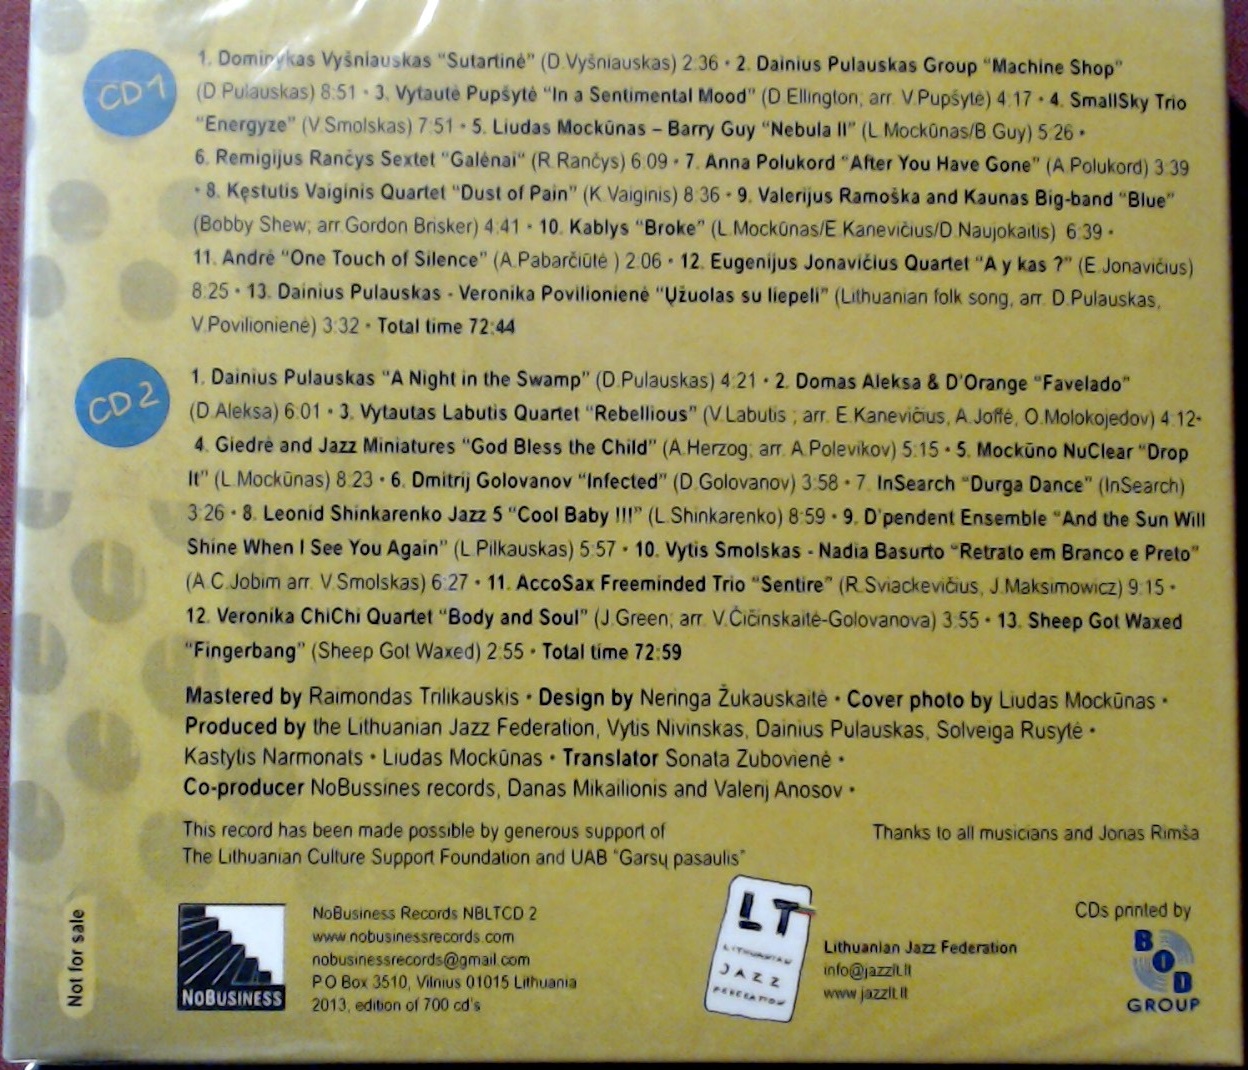 CD 1
1. Dominykas Vyšniauskas “Sutartinė” (D.Vyšniauskas) 2:36 • 2. Dainius Pulauskas Group “Machine Shop”
(D.Pulauskas) 8:51 • 3. Vytautė Pupšytė “In a Sentimental Mood” (D.Ellington; arr. V.Pupšytė) 4:17 • 4. SmallSky Trio
“Energyze” (V.Smolskas) 7:51 • 5. Liudas Mockūnas – Barry Guy “Nebula II” (L.Mockūnas/B.Guy) 5:26 •
6. Remigijus Rančys Sextet “Galėnai“ (R.Rančys) 6:09 • 7. Anna Polukord “After You Have Gone” (A.Polukord) 3:39
• 8. Kęstutis Vaiginis Quartet “Dust of Pain” (K.Vaiginis) 8:36 • 9. Valerijus Ramoška and Kaunas Big-band “Blue”
(Bobby Shew; arr.Gordon Brisker) 4:41 • 10. Kablys “Broke” (L.Mockūnas/E.Kanevičius/D.Naujokaitis) 6:39 •
11. Andrė “One Touch of Silence” (A.Pabarčiūtė ) 2:06 • 12. Eugenijus Jonavičius Quartet “A y kas ?” (E.Jonavičius)
8:25 • 13. Dainius Pulauskas - Veronika Povilionienė “Ųžuolas su liepeli” (Lithuanian folk song, arr. D.Pulauskas,
V.Povilionienė) 3:32 • Total time 72:44
CD 2
1. Dainius Pulauskas “A Night in the Swamp” (D.Pulauskas) 4:21 • 2. Domas Aleksa & D’Orange “Favelado”
(D.Aleksa) 6:01 • 3. Vytautas Labutis Quartet “Rebellious” (V.Labutis ; arr. E.Kanevičius, A.Joffė, O.Molokojedov) 4:12•
4. Giedrė and Jazz Miniatures “God Bless the Child” (A.Herzog; arr. A.Polevikov) 5:15 • 5. Mockūno NuClear “Drop
It” (L.Mockūnas) 8:23 • 6. Dmitrij Golovanov “Infected” (D.Golovanov) 3:58 • 7. InSearch “Durga Dance” (InSearch)
3:26 • 8. Leonid Shinkarenko Jazz 5 “Cool Baby !!!” (L.Shinkarenko) 8:59 • 9. D’pendent Ensemble “And the Sun Will
Shine When I See You Again” (L.Pilkauskas) 5:57 • 10. Vytis Smolskas - Nadia Basurto “Retrato em Branco e Preto”
(A.C.Jobim arr. V.Smolskas) 6:27 • 11. AccoSax Freeminded Trio “Sentire” (R.Sviackevičius, J.Maksimowicz) 9:15 •
12. Veronika ChiChi Quartet “Body and Soul” (J.Green; arr. V.Čičinskaitė-Golovanova) 3:55 • 13. Sheep Got Waxed
“Fingerbang” (Sheep Got Waxed) 2:55 • Total time 72:59
Mastered by Raimondas Trilikauskis • Design by Neringa Žukauskaitė • Cover photo by Liudas Mockūnas •
Produced by the Lithuanian Jazz Federation, Vytis Nivinskas, Dainius Pulauskas, Solveiga Rusytė •
Kastytis Narmonats • Liudas Mockūnas • Translator Sonata Zubovienė •
Co-producer NoBussines records, Danas Mikailionis and Valerij Anosov •
This record has been made possible by generous support of
The Lithuanian Culture Support Foundation and UAB “Garsų pasaulis”
Thanks to all musicians and Jonas Rimša
Not for sale
NOBUSINESS
NoBusiness Records NBLTCD 2
www.nobusinessrecords.com
nobusinessrecords@gmail.com
PO Box 3510, Vilnius 01015 Lithuania
2013, edition of 700 cd’s
LT
LITHUANIAN
JAZZ
FEDERATION
Lithuanian Jazz Federation
info@jazzlt.lt
www.jazzlt.lt
CDs printed by
BOD
GROUP